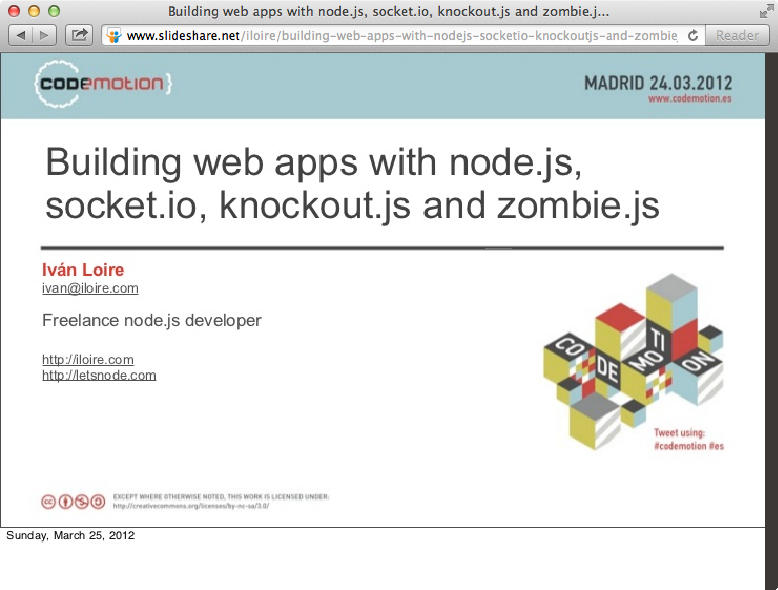 Building web apps with node.js, socket.io, knockout.js and zombie.j...
www.slideshare.net/iloire/building-web-apps-with-nodejs-socketio-knockoutjs-and-zombie
Reader
CODEMOTION
MADRID 24.03.2012
www.codemotion.es
Building web apps with node.js,
socket.io, knockout.js and zombie.js
Iván Loire
ivan@iloire.com
Freelance node.js developer
http://iloire.com
http://letsnode.com
CO
DE
MO
TI
ON
Tweet using:
#codemotion #es
cc
EXCEPT WHERE OTHERWISE NOTED, THIS WORK IS LICENSED UNDER:
http://creativecommons.org/licenses/by-nc-sa/3.0/
Sunday, March 25, 2012